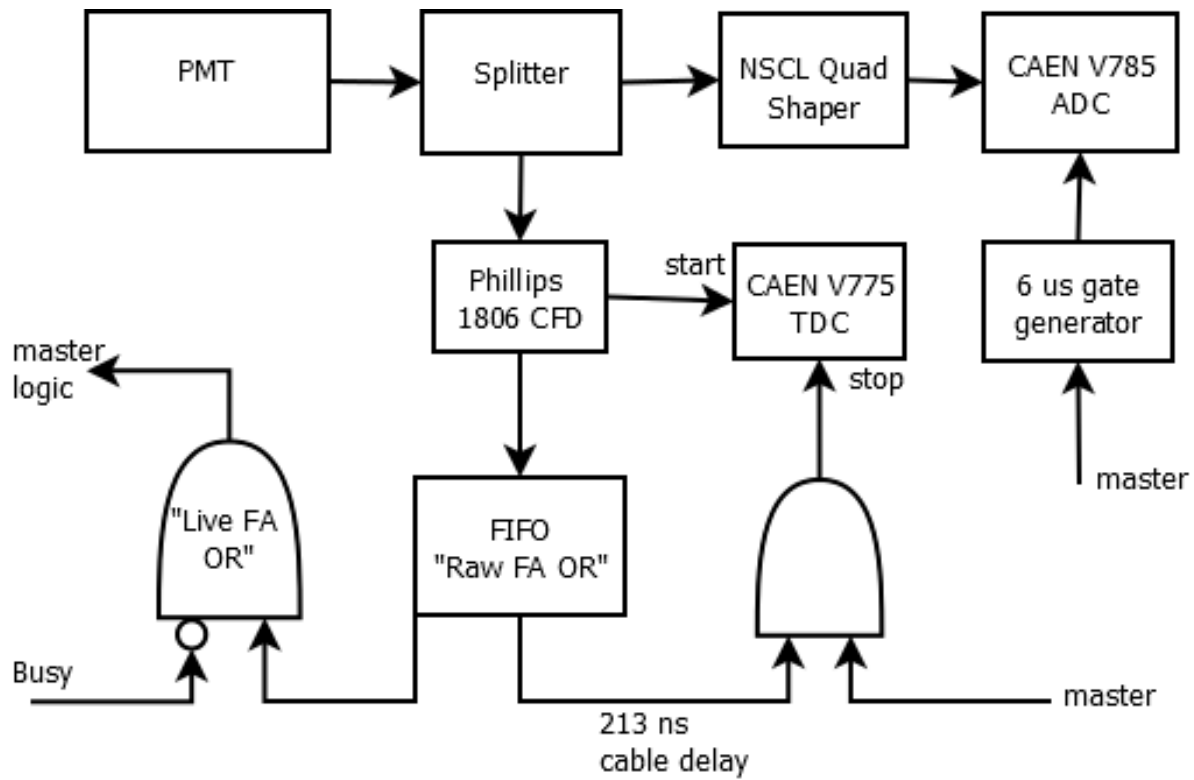 PMT
Splitter
NSCL Quad
Shaper
CAEN V785
ADC
Phillips
1806 CFD
start
CAEN V775
TDC
6 us gate
generator
master
logic
stop
master
"Live FA
OR"
FIFO
"Raw FA OR"
Busy
master
213 ns
cable delay